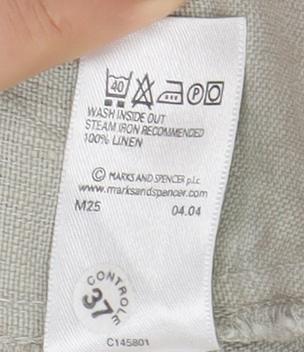 40 P
WASH INSIDE OUT
STEAM IRON RECOMMENDED
100% LINEN
© MARKS AND SPENCER p.l.c.
www.marksandspencer.com
M25 04.04
CONTROLE
37
C145801